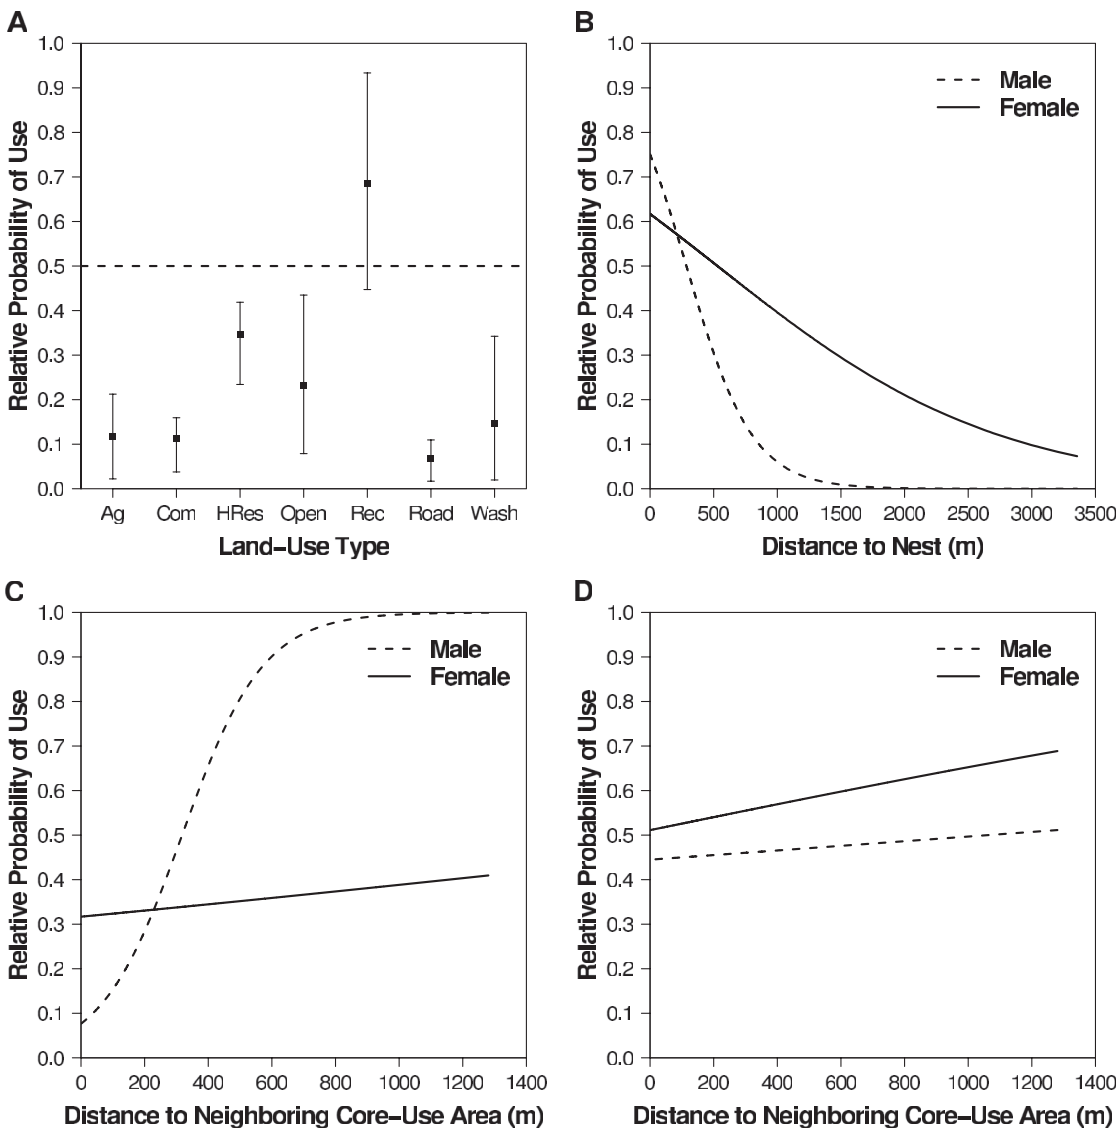 A
1.0
0.9
0.8
0.7
0.6
0.5
0.4
0.3
0.2
0.1
0.0
Relative Probability of Use
Ag Com HRes Open Rec Road Wash
Land−Use Type
B
1.0
0.9
0.8
0.7
0.6
0.5
0.4
0.3
0.2
0.1
0.0
Relative Probability of Use
Male
Female
0 500 1000 1500 2000 2500 3000 3500
Distance to Nest (m)
C
1.0
0.9
0.8
0.7
0.6
0.5
0.4
0.3
0.2
0.1
0.0
Relative Probability of Use
Male
Female
0 200 400 600 800 1000 1200 1400
Distance to Neighboring Core−Use Area (m)
D
1.0
0.9
0.8
0.7
0.6
0.5
0.4
0.3
0.2
0.1
0.0
Relative Probability of Use
Male
Female
0 200 400 600 800 1000 1200 1400
Distance to Neighboring Core−Use Area (m)